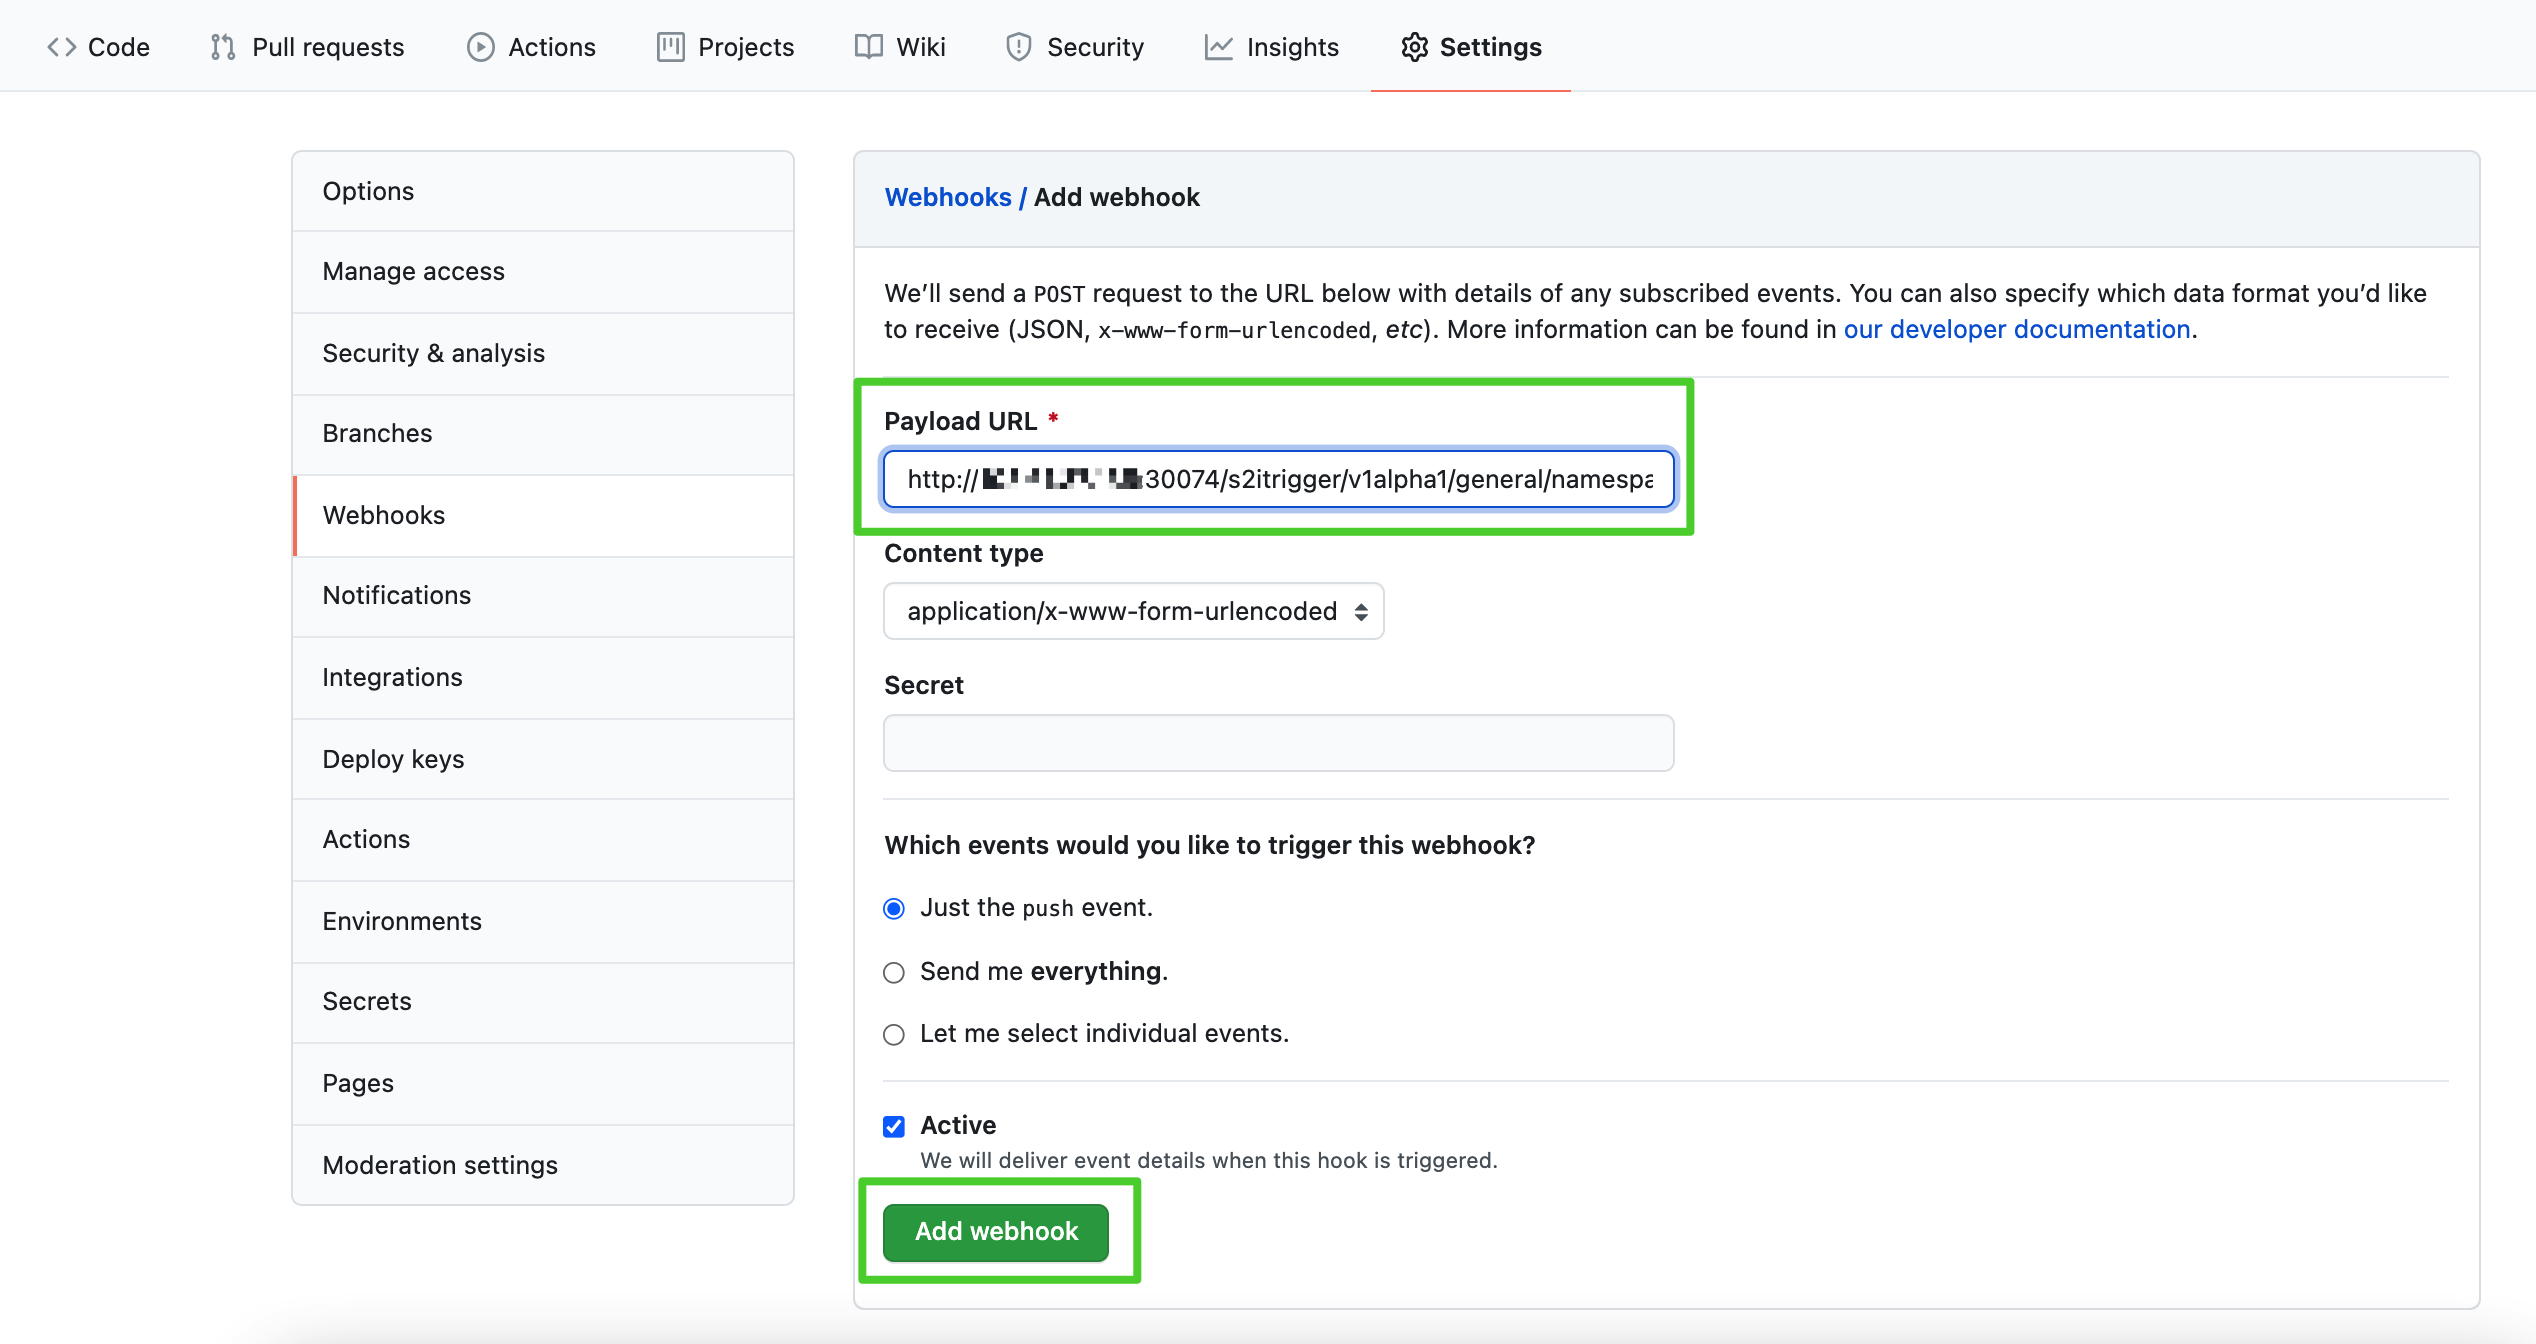 Code Pull requests Actions Projects Wiki Security Insights Settings
Options
Manage access
Security & analysis
Branches
Webhooks
Notifications
Integrations
Deploy keys
Actions
Environments
Secrets
Pages
Moderation settings
Webhooks / Add webhook
We’ll send a POST request to the URL below with details of any subscribed events. You can also specify which data format you’d like
to receive (JSON, x-www-form-urlencoded, etc). More information can be found in our developer documentation.
Payload URL *
http:// 30074/s2itrigger/v1alpha1/general/namespa
Content type
application/x-www-form-urlencoded
Secret
Which events would you like to trigger this webhook?
Just the push event.
Send me everything.
Let me select individual events.
Active
We will deliver event details when this hook is triggered.
Add webhook